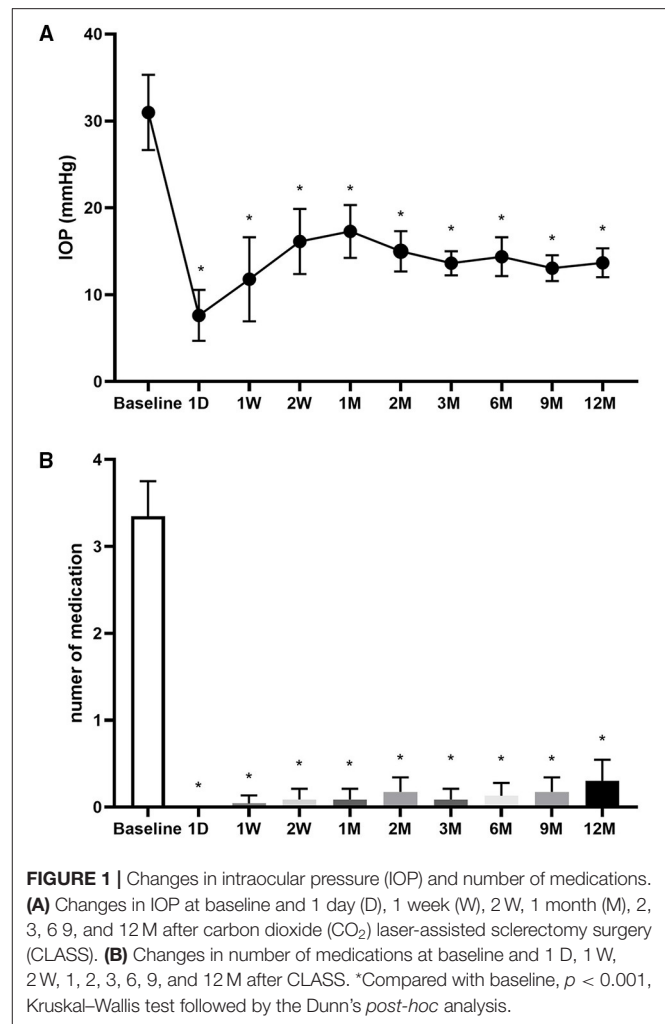 A
40
30
20
10
0
IOP (mmHg)
* * * * * * * * *
Baseline 1D 1W 2W 1M 2M 3M 6M 9M 12M
B
4
3
2
1
0
numer of medication
* * * * * * * * *
Baseline 1D 1W 2W 1M 2M 3M 6M 9M 12M
FIGURE 1 | Changes in intraocular pressure (IOP) and number of medications.
(A) Changes in IOP at baseline and 1 day (D), 1 week (W), 2 W, 1 month (M), 2,
3, 6 9, and 12 M after carbon dioxide (CO₂) laser-assisted sclerectomy surgery
(CLASS). (B) Changes in number of medications at baseline and 1 D, 1 W,
2 W, 1, 2, 3, 6, 9, and 12 M after CLASS. *Compared with baseline, p < 0.001,
Kruskal–Wallis test followed by the Dunn's post-hoc analysis.